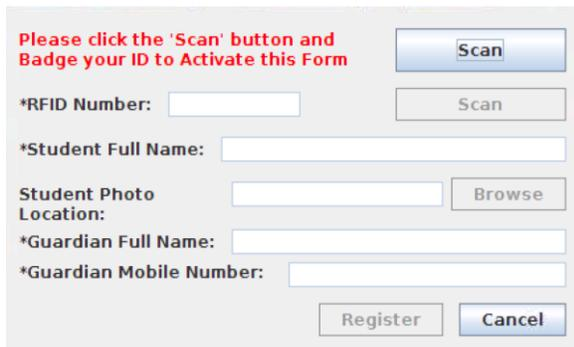 Please click the 'Scan' button and
Badge your ID to Activate this Form
Scan
*RFID Number:
Scan
*Student Full Name:
Student Photo
Location:
Browse
*Guardian Full Name:
*Guardian Mobile Number:
Register
Cancel